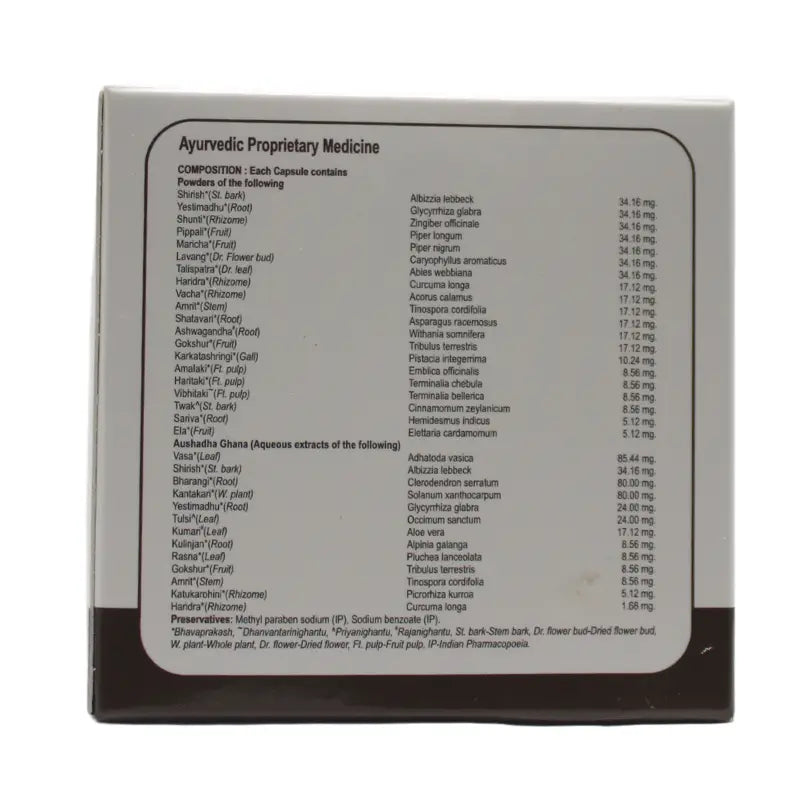 Ayurvedic Proprietary Medicine
COMPOSITION : Each Capsule contains
Powders of the following
Shirish*(St. bark) Albizzia lebbeck 34.16 mg.
Yestimadhu*(Root) Glycyrrhiza glabra 34.16 mg.
Shunti*(Rhizome) Zingiber officinale 34.16 mg.
Pippali*(Fruit) Piper longum 34.16 mg.
Maricha*(Fruit) Piper nigrum 34.16 mg.
Lavang*(Dr. Flower bud) Caryophyllus aromaticus 34.16 mg.
Talispatra*(Dr. leaf) Abies webbiana 34.16 mg.
Haridra*(Rhizome) Curcuma longa 17.12 mg.
Vacha*(Rhizome) Acorus calamus 17.12 mg.
Amrit*(Stem) Tinospora cordifolia 17.12 mg.
Shatavari*(Root) Asparagus racemosus 17.12 mg.
Ashwagandha#(Root) Withania somnifera 17.12 mg.
Gokshur*(Fruit) Tribulus terrestris 17.12 mg.
Karkatashringi*(Gall) Pistacia integerrima 10.24 mg.
Amalaki*(Ft. pulp) Emblica officinalis 8.56 mg.
Haritaki*(Ft. pulp) Terminalia chebula 8.56 mg.
Vibhitaki~(Ft. pulp) Terminalia bellerica 8.56 mg.
Twak^(St. bark) Cinnamomum zeylanicum 8.56 mg.
Sariva*(Root) Hemidesmus indicus 5.12 mg.
Ela*(Fruit) Elettaria cardamomum 5.12 mg.
Aushadha Ghana (Aqueous extracts of the following)
Vasa*(Leaf) Adhatoda vasica 85.44 mg.
Shirish*(St. bark) Albizzia lebbeck 34.16 mg.
Bharangi*(Root) Clerodendron serratum 80.00 mg.
Kantakari*(W. plant) Solanum xanthocarpum 80.00 mg.
Yestimadhu*(Root) Glycyrrhiza glabra 24.00 mg.
Tulsi^(Leaf) Occimum sanctum 24.00 mg.
Kumari#(Leaf) Aloe vera 17.12 mg.
Kulinjan*(Root) Alpinia galanga 8.56 mg.
Rasna*(Leaf) Pluchea lanceolata 8.56 mg.
Gokshur*(Fruit) Tribulus terrestris 8.56 mg.
Amrit*(Stem) Tinospora cordifolia 8.56 mg.
Katukarohini*(Rhizome) Picrorhiza kurroa 5.12 mg.
Haridra*(Rhizome) Curcuma longa 1.68 mg.
Preservatives: Methyl paraben sodium (IP), Sodium benzoate (IP).
*Bhavaprakash, ~Dhanvantarinighantu, ^Priyanighantu, #Rajanighantu, St. bark-Stem bark, Dr. flower bud-Dried flower bud,
W. plant-Whole plant, Dr. flower-Dried flower, Ft. pulp-Fruit pulp, IP-Indian Pharmacopoeia.